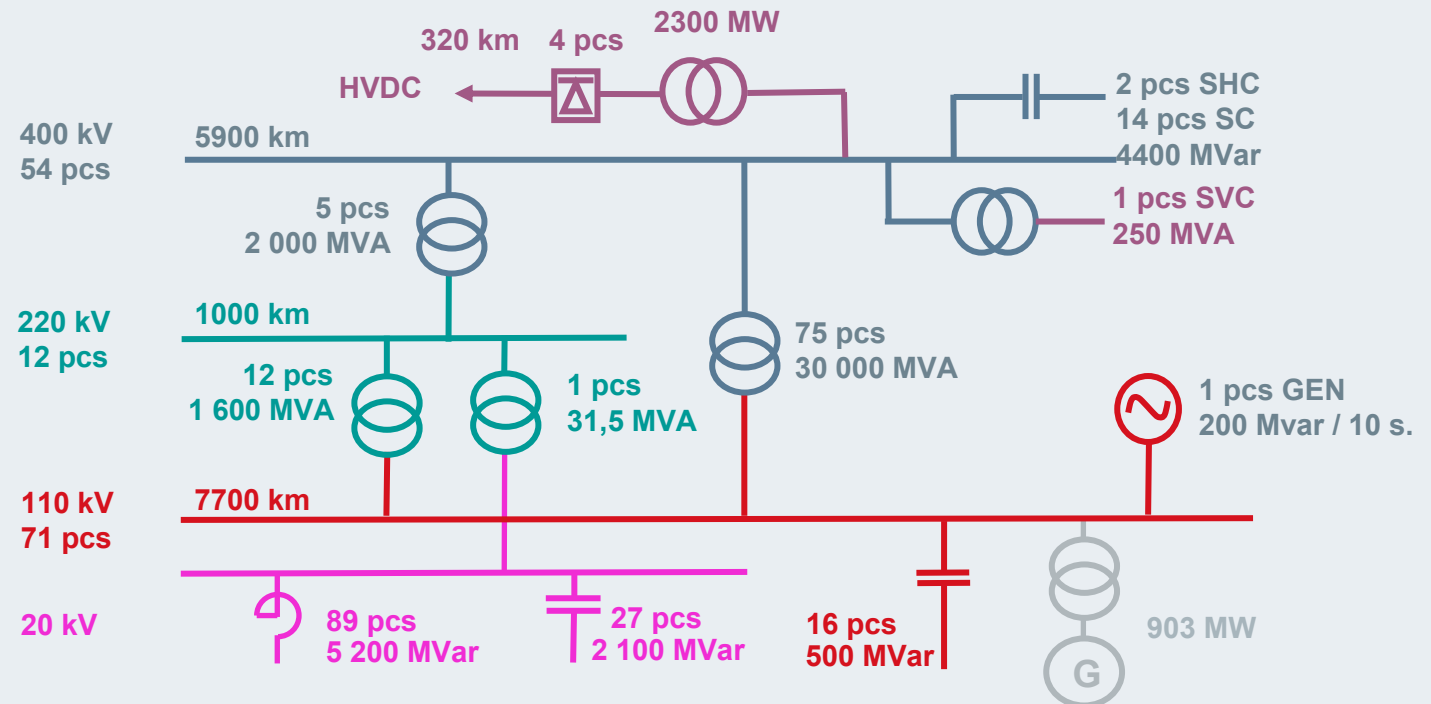 2300 MW
320 km 4 pcs
HVDC
2 pcs SHC
14 pcs SC
4400 MVar
400 kV
54 pcs
5900 km
5 pcs
2 000 MVA
1 pcs SVC
250 MVA
220 kV
12 pcs
1000 km
75 pcs
30 000 MVA
12 pcs
1 600 MVA
1 pcs
31,5 MVA
1 pcs GEN
200 Mvar / 10 s.
110 kV
71 pcs
7700 km
20 kV
89 pcs
5 200 MVar
27 pcs
2 100 MVar
16 pcs
500 MVar
903 MW
G